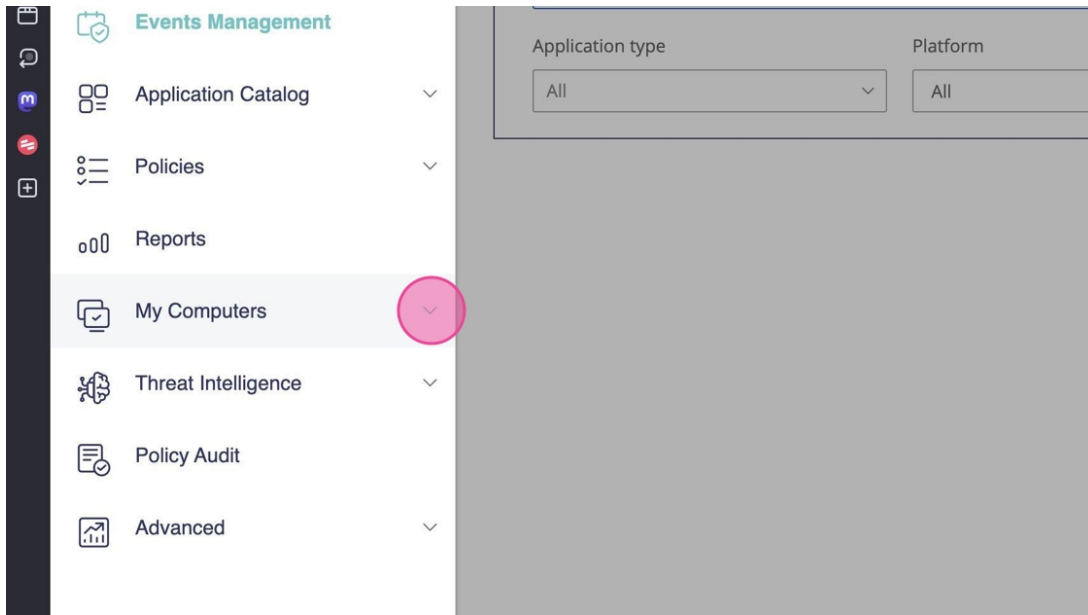 Events Management
Application Catalog
Policies
Reports
My Computers
Threat Intelligence
Policy Audit
Advanced
Application type
All
Platform
All